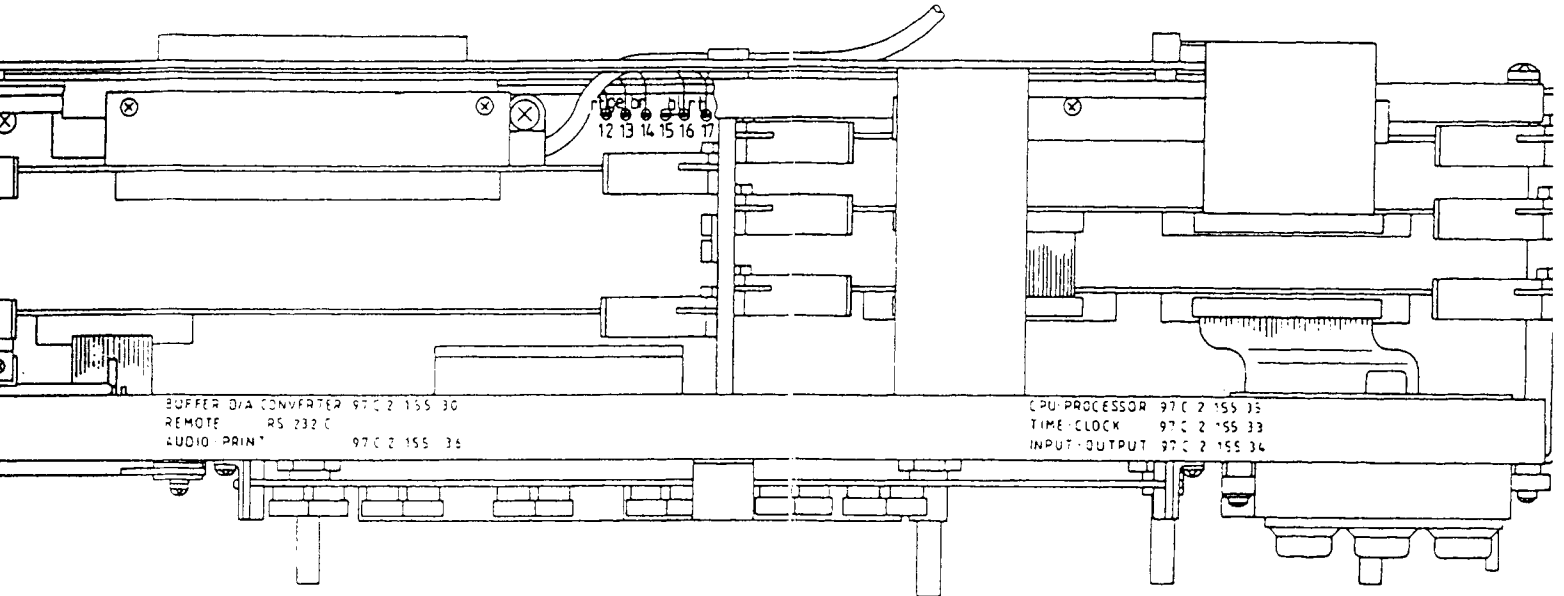 12 13 14 15 16 17
BUFFER D/A CONVERTER 97 C 2 155 30
REMOTE RS 232 C
AUDIO-PRINT 97 C 2 155 36
CPU-PROCESSOR 97 C 2 155 35
TIME-CLOCK 97 C 2 155 33
INPUT-OUTPUT 97 C 2 155 34